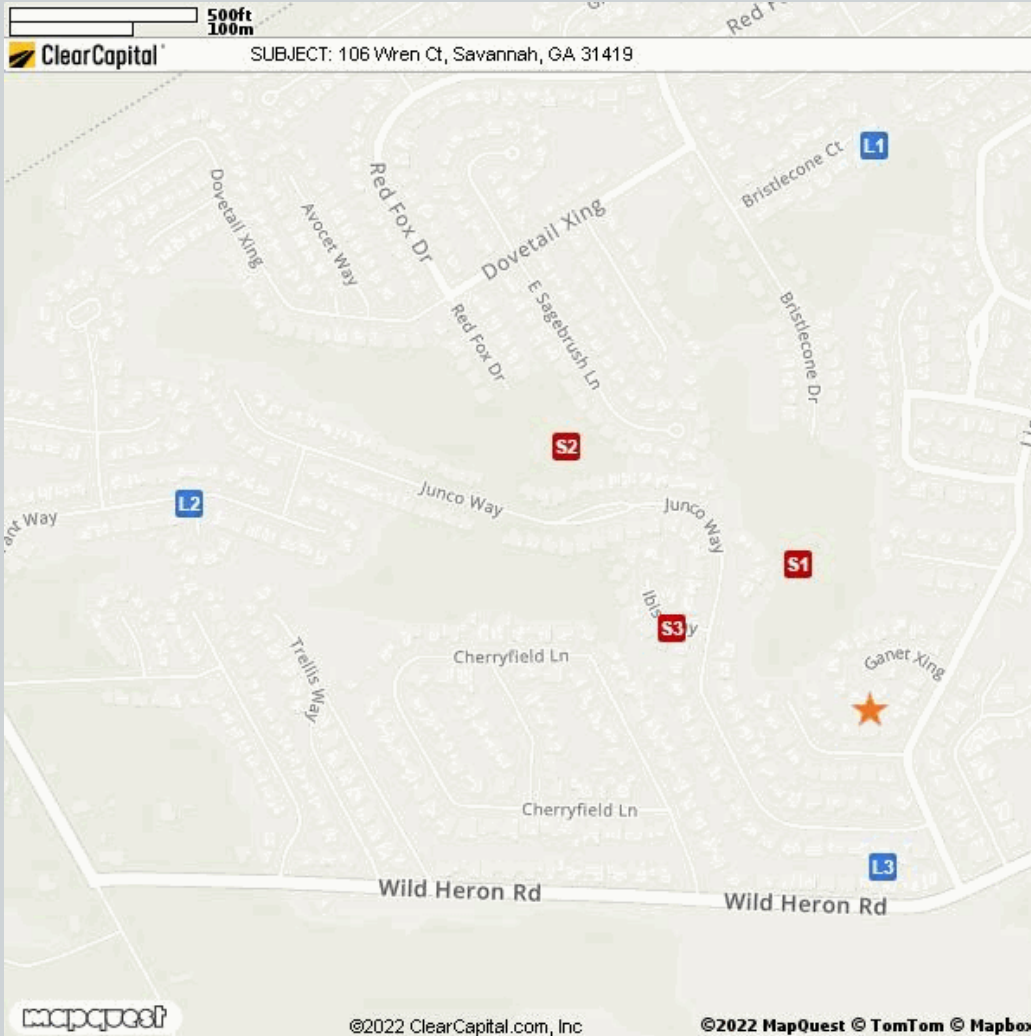 500ft
100m
ClearCapital
SUBJECT: 106 Wren Ct, Savannah, GA 31419
Red
L1
Bristlecone Ct
Red Fox Dr
Dovetail Xing
Avocet Way
Dovetail Xing
E Sagebrush Ln
Red Fox Dr
Bristlecone Dr
S2
L2
Junco Way
Junco Way
Way
S1
Ibis
S3
Ganet Xing
Cherryfield Ln
Trellis Way
Cherryfield Ln
L3
Wild Heron Rd
Wild Heron Rd
mapquest
©2022 ClearCapital.com, Inc
©2022 MapQuest © TomTom © Mapbox